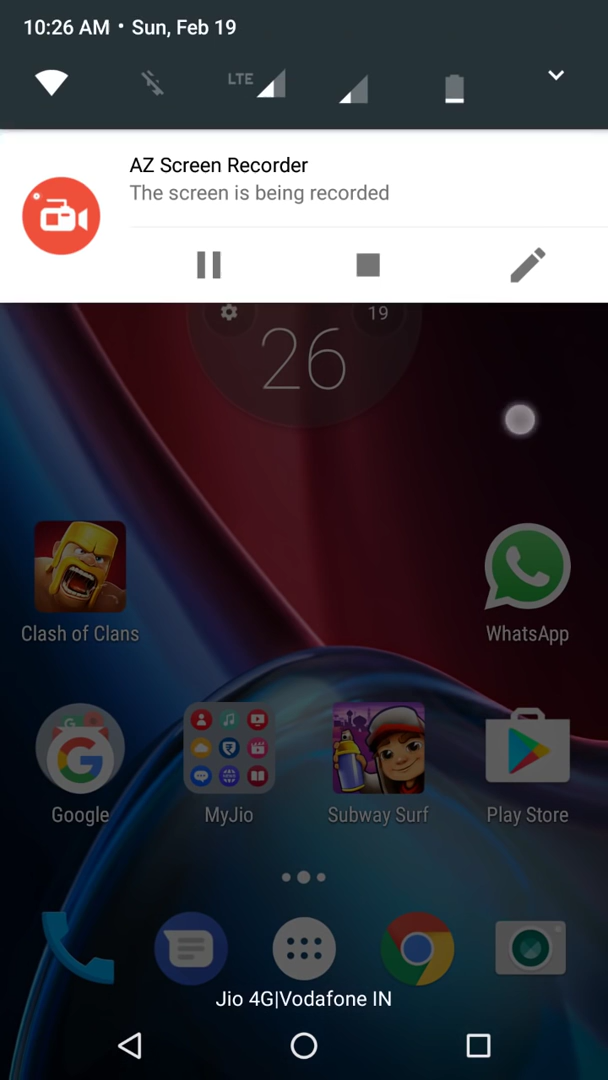 10:26 AM • Sun, Feb 19
LTE
AZ Screen Recorder
The screen is being recorded
19
26
Clash of Clans
WhatsApp
Google
MyJio
Subway Surf
Play Store
Jio 4G|Vodafone IN